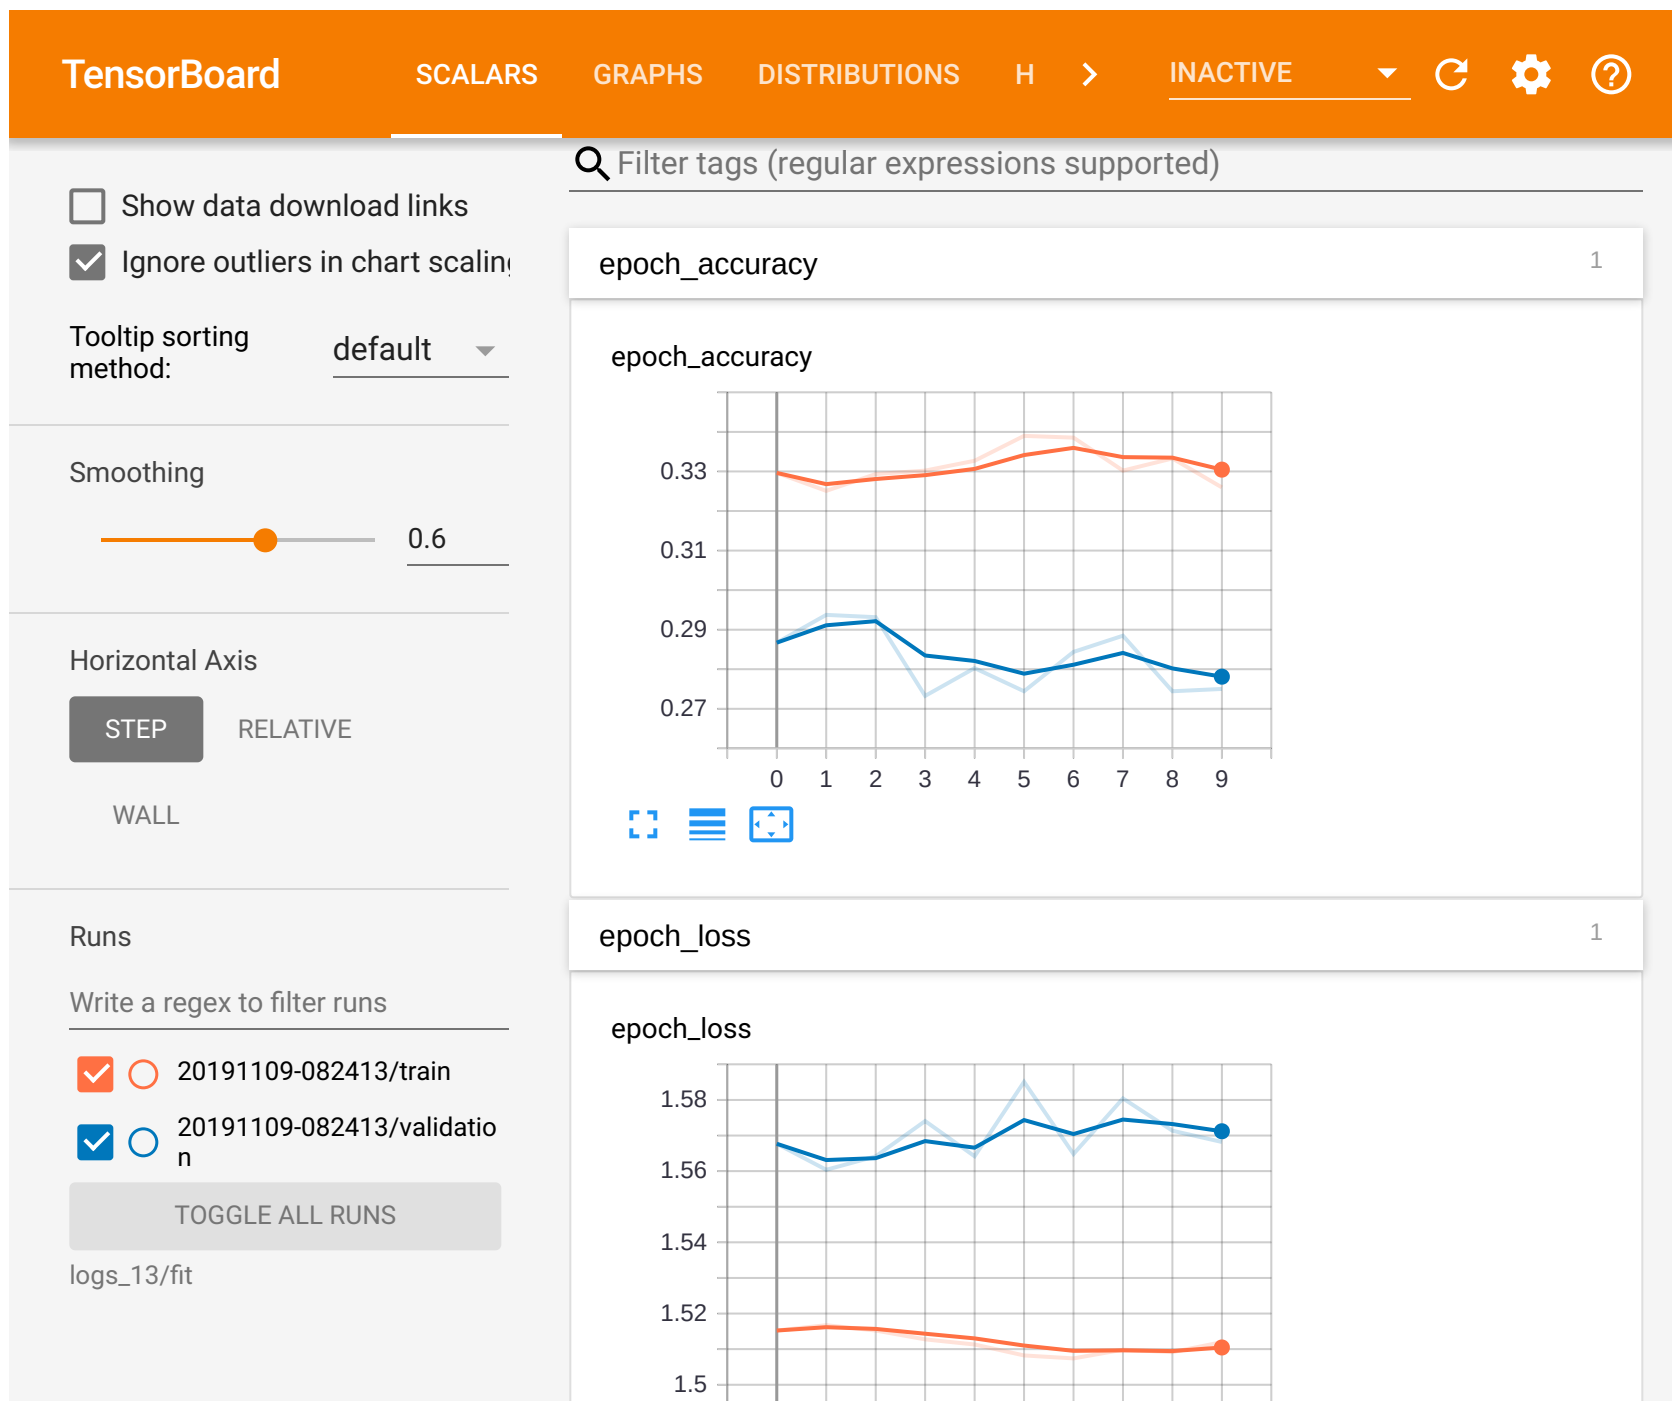 TensorBoard SCALARS GRAPHS DISTRIBUTIONS H INACTIVE
Filter tags (regular expressions supported)
Show data download links
Ignore outliers in chart scaling
Tooltip sorting
method:
default
Smoothing
0.6
Horizontal Axis
STEP RELATIVE
WALL
Runs
Write a regex to filter runs
20191109-082413/train
20191109-082413/validatio
n
TOGGLE ALL RUNS
logs_13/fit
epoch_accuracy 1
epoch_accuracy
0.33
0.31
0.29
0.27
0 1 2 3 4 5 6 7 8 9
epoch_loss 1
epoch_loss
1.58
1.56
1.54
1.52
1.5